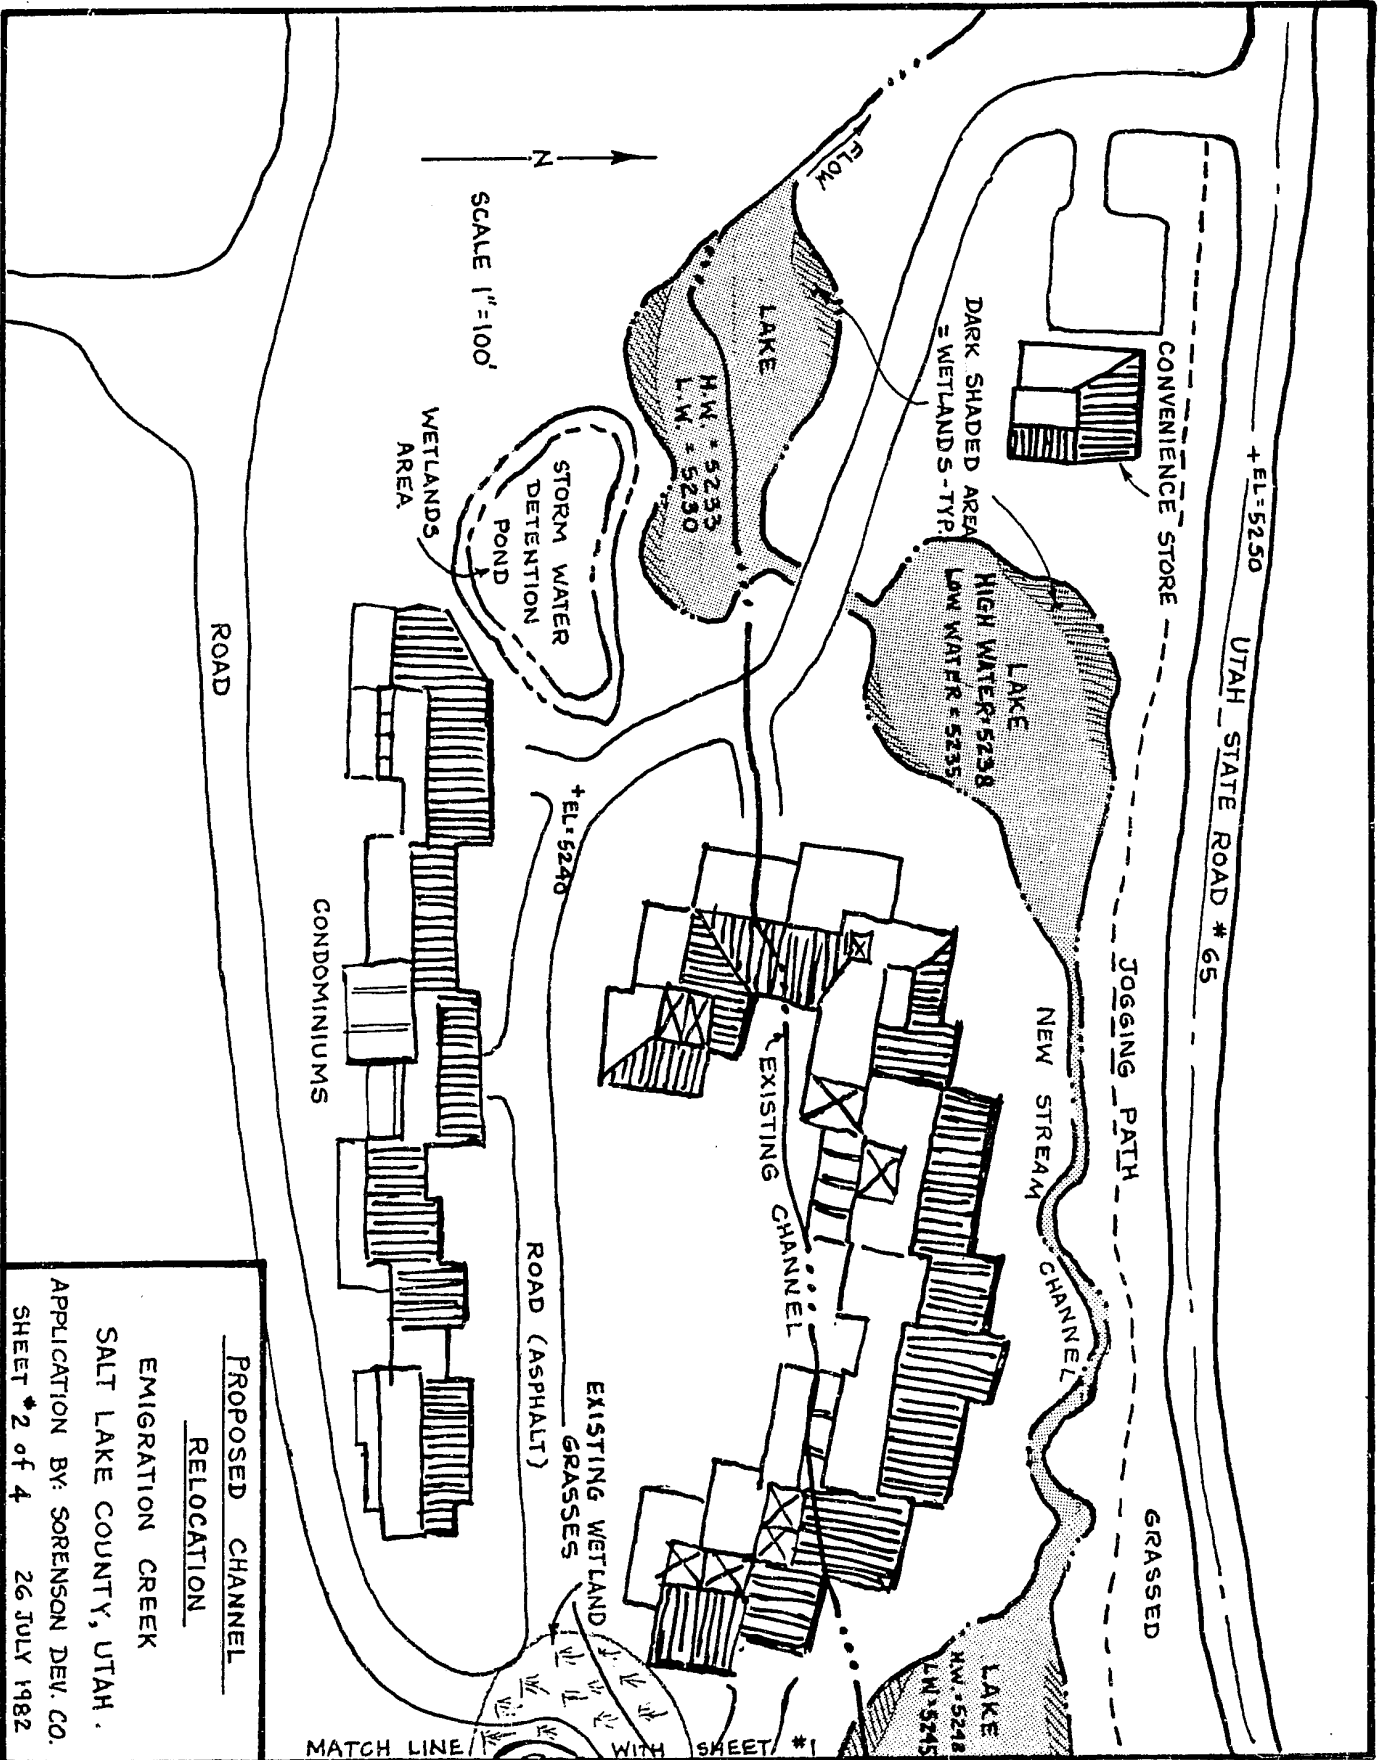 UTAH STATE ROAD #65
+EL=5250
CONVENIENCE STORE
JOGGING PATH
GRASSED
DARK SHADED AREA
= WETLANDS-TYP.
FLOW
N
SCALE 1"=100'
LAKE
H.W. = 5233
L.W. = 5230
LAKE
HIGH WATER=5238
LOW WATER=5235
NEW STREAM CHANNEL
LAKE
H.W.=5248
L.W=5245
STORM WATER
DETENTION
POND
WETLANDS
AREA
+EL=5240
EXISTING CHANNEL
ROAD
CONDOMINIUMS
ROAD (ASPHALT)
EXISTING WETLAND
GRASSES
MATCH LINE WITH SHEET #1
PROPOSED CHANNEL
RELOCATION
EMIGRATION CREEK
SALT LAKE COUNTY, UTAH.
APPLICATION BY: SORENSON DEV. CO.
SHEET #2 of 4 26 JULY 1982